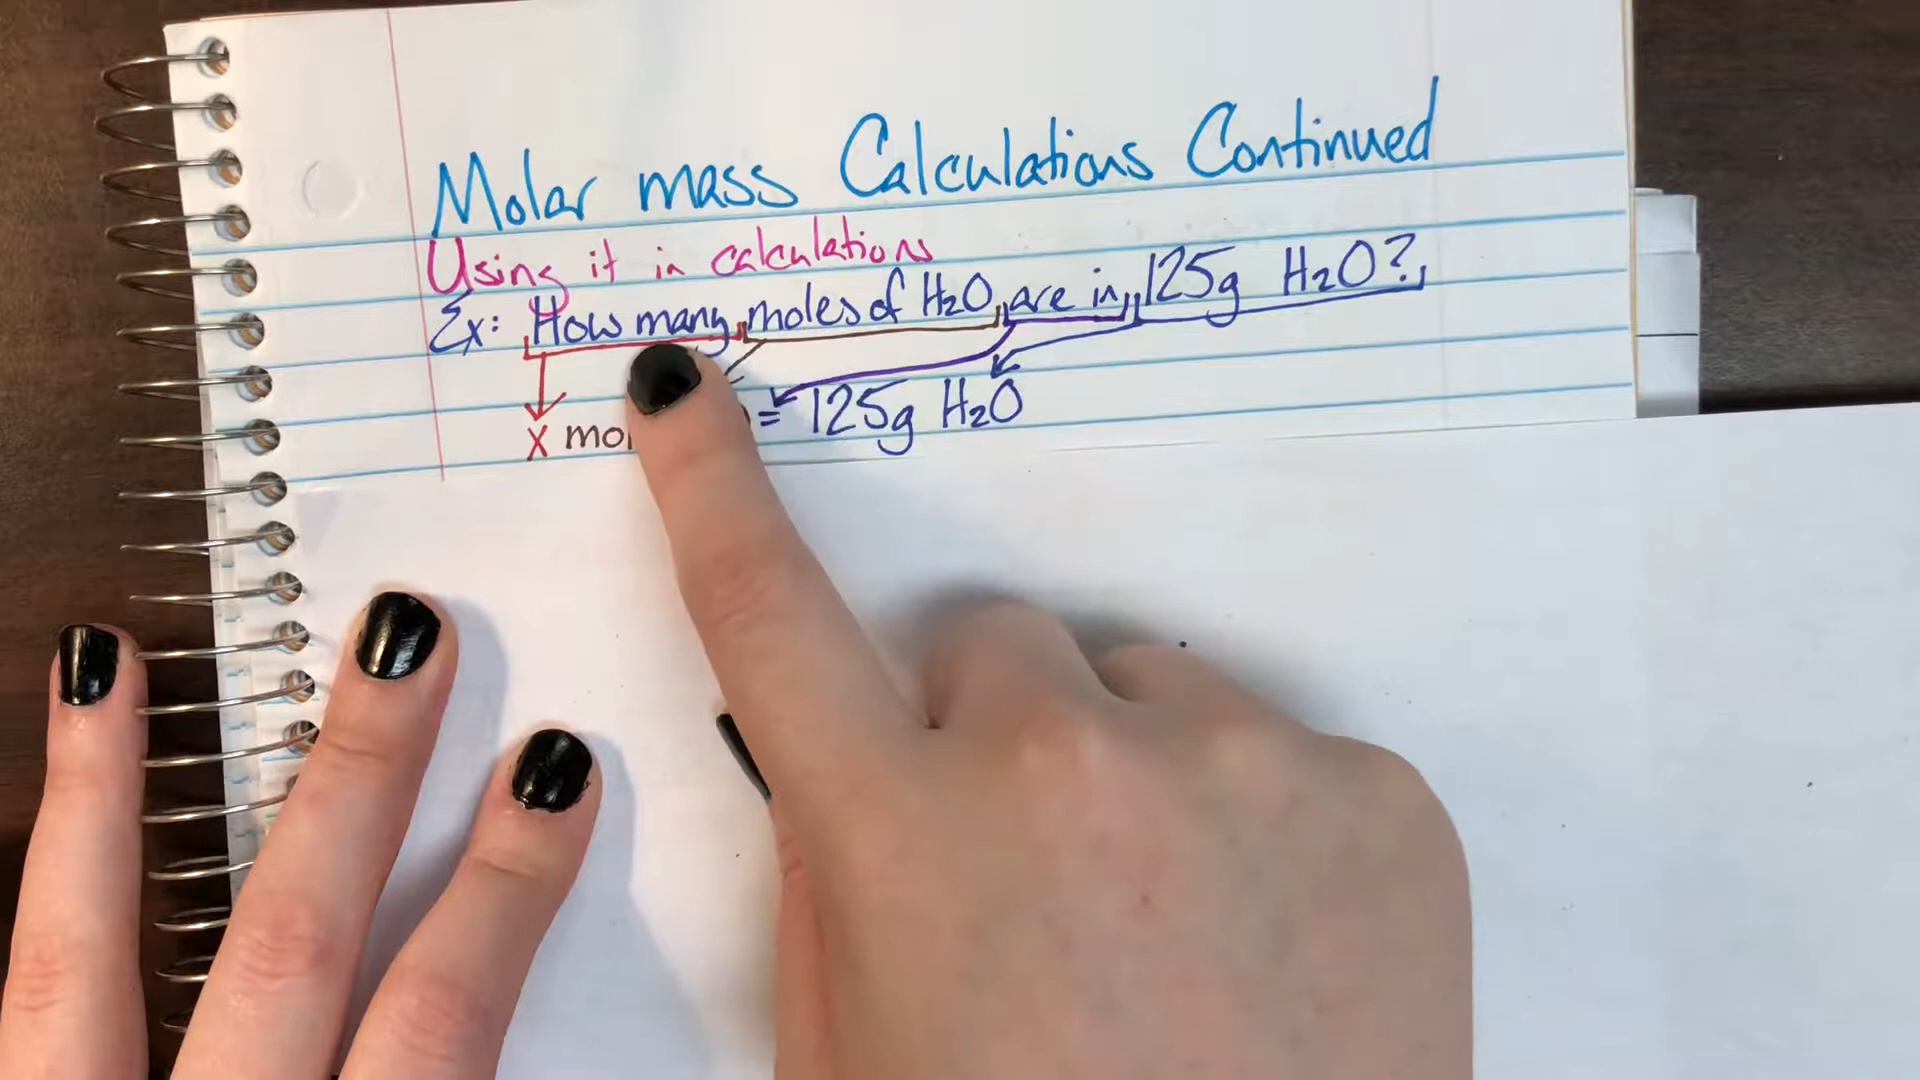 Molar mass Calculations Continued
Using it in calculations
Ex: How many moles of H₂O are in 125g H₂O?
X mo = 125g H₂O